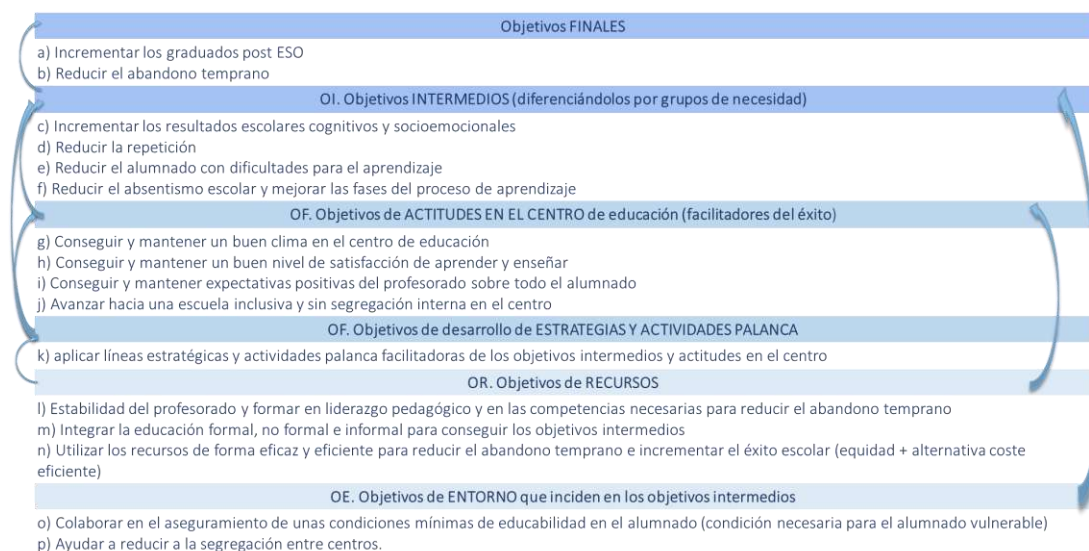 Objetivos FINALES
a) Incrementar los graduados post ESO
b) Reducir el abandono temprano
OI. Objetivos INTERMEDIOS (diferenciándolos por grupos de necesidad)
c) Incrementar los resultados escolares cognitivos y socioemocionales
d) Reducir la repetición
e) Reducir el alumnado con dificultades para el aprendizaje
f) Reducir el absentismo escolar y mejorar las fases del proceso de aprendizaje
OF. Objetivos de ACTITUDES EN EL CENTRO de educación (facilitadores del éxito)
g) Conseguir y mantener un buen clima en el centro de educación
h) Conseguir y mantener un buen nivel de satisfacción de aprender y enseñar
i) Conseguir y mantener expectativas positivas del profesorado sobre todo el alumnado
j) Avanzar hacia una escuela inclusiva y sin segregación interna en el centro
OF. Objetivos de desarrollo de ESTRATEGIAS Y ACTIVIDADES PALANCA
k) aplicar líneas estratégicas y actividades palanca facilitadoras de los objetivos intermedios y actitudes en el centro
OR. Objetivos de RECURSOS
l) Estabilidad del profesorado y formar en liderazgo pedagógico y en las competencias necesarias para reducir el abandono temprano
m) Integrar la educación formal, no formal e informal para conseguir los objetivos intermedios
n) Utilizar los recursos de forma eficaz y eficiente para reducir el abandono temprano e incrementar el éxito escolar (equidad + alternativa coste
eficiente)
OE. Objetivos de ENTORNO que inciden en los objetivos intermedios
o) Colaborar en el aseguramiento de unas condiciones mínimas de educabilidad en el alumnado (condición necesaria para el alumnado vulnerable)
p) Ayudar a reducir a la segregación entre centros.